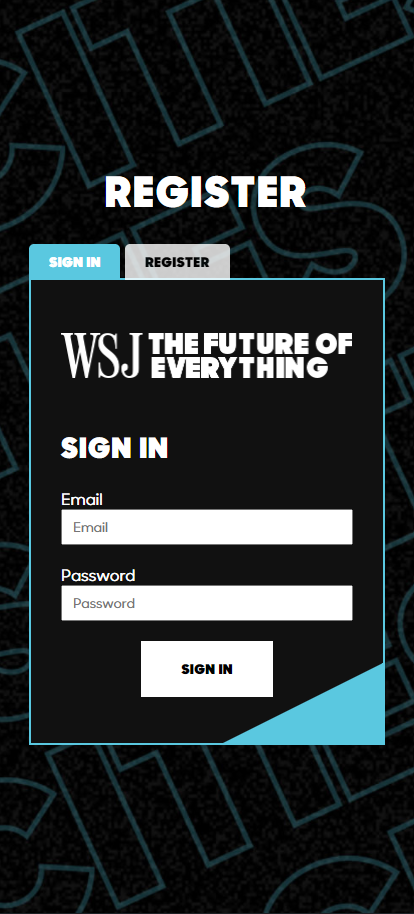 REGISTER
SIGN IN
REGISTER
WSJ THE FUTURE OF
EVERYTHING
SIGN IN
Email
Email
Password
Password
SIGN IN